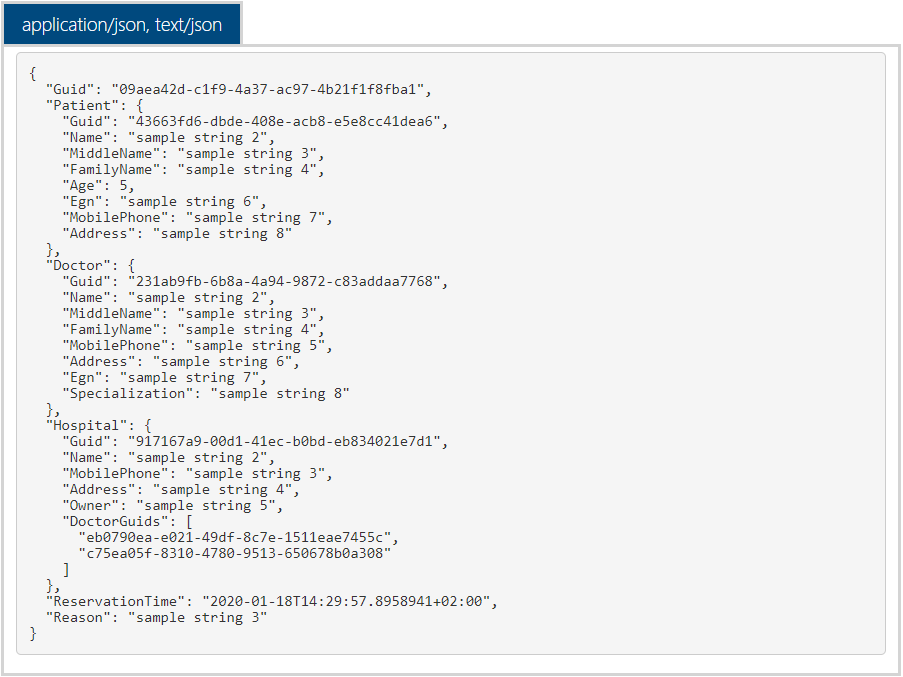 application/json, text/json
{
  "Guid": "09aea42d-c1f9-4a37-ac97-4b21f1f8fba1",
  "Patient": {
    "Guid": "43663fd6-dbde-408e-acb8-e5e8cc41dea6",
    "Name": "sample string 2",
    "MiddleName": "sample string 3",
    "FamilyName": "sample string 4",
    "Age": 5,
    "Egn": "sample string 6",
    "MobilePhone": "sample string 7",
    "Address": "sample string 8"
  },
  "Doctor": {
    "Guid": "231ab9fb-6b8a-4a94-9872-c83addaa7768",
    "Name": "sample string 2",
    "MiddleName": "sample string 3",
    "FamilyName": "sample string 4",
    "MobilePhone": "sample string 5",
    "Address": "sample string 6",
    "Egn": "sample string 7",
    "Specialization": "sample string 8"
  },
  "Hospital": {
    "Guid": "917167a9-00d1-41ec-b0bd-eb834021e7d1",
    "Name": "sample string 2",
    "MobilePhone": "sample string 3",
    "Address": "sample string 4",
    "Owner": "sample string 5",
    "DoctorGuids": [
      "eb0790ea-e021-49df-8c7e-1511eae7455c",
      "c75ea05f-8310-4780-9513-650678b0a308"
    ]
  },
  "ReservationTime": "2020-01-18T14:29:57.8958941+02:00",
  "Reason": "sample string 3"
}